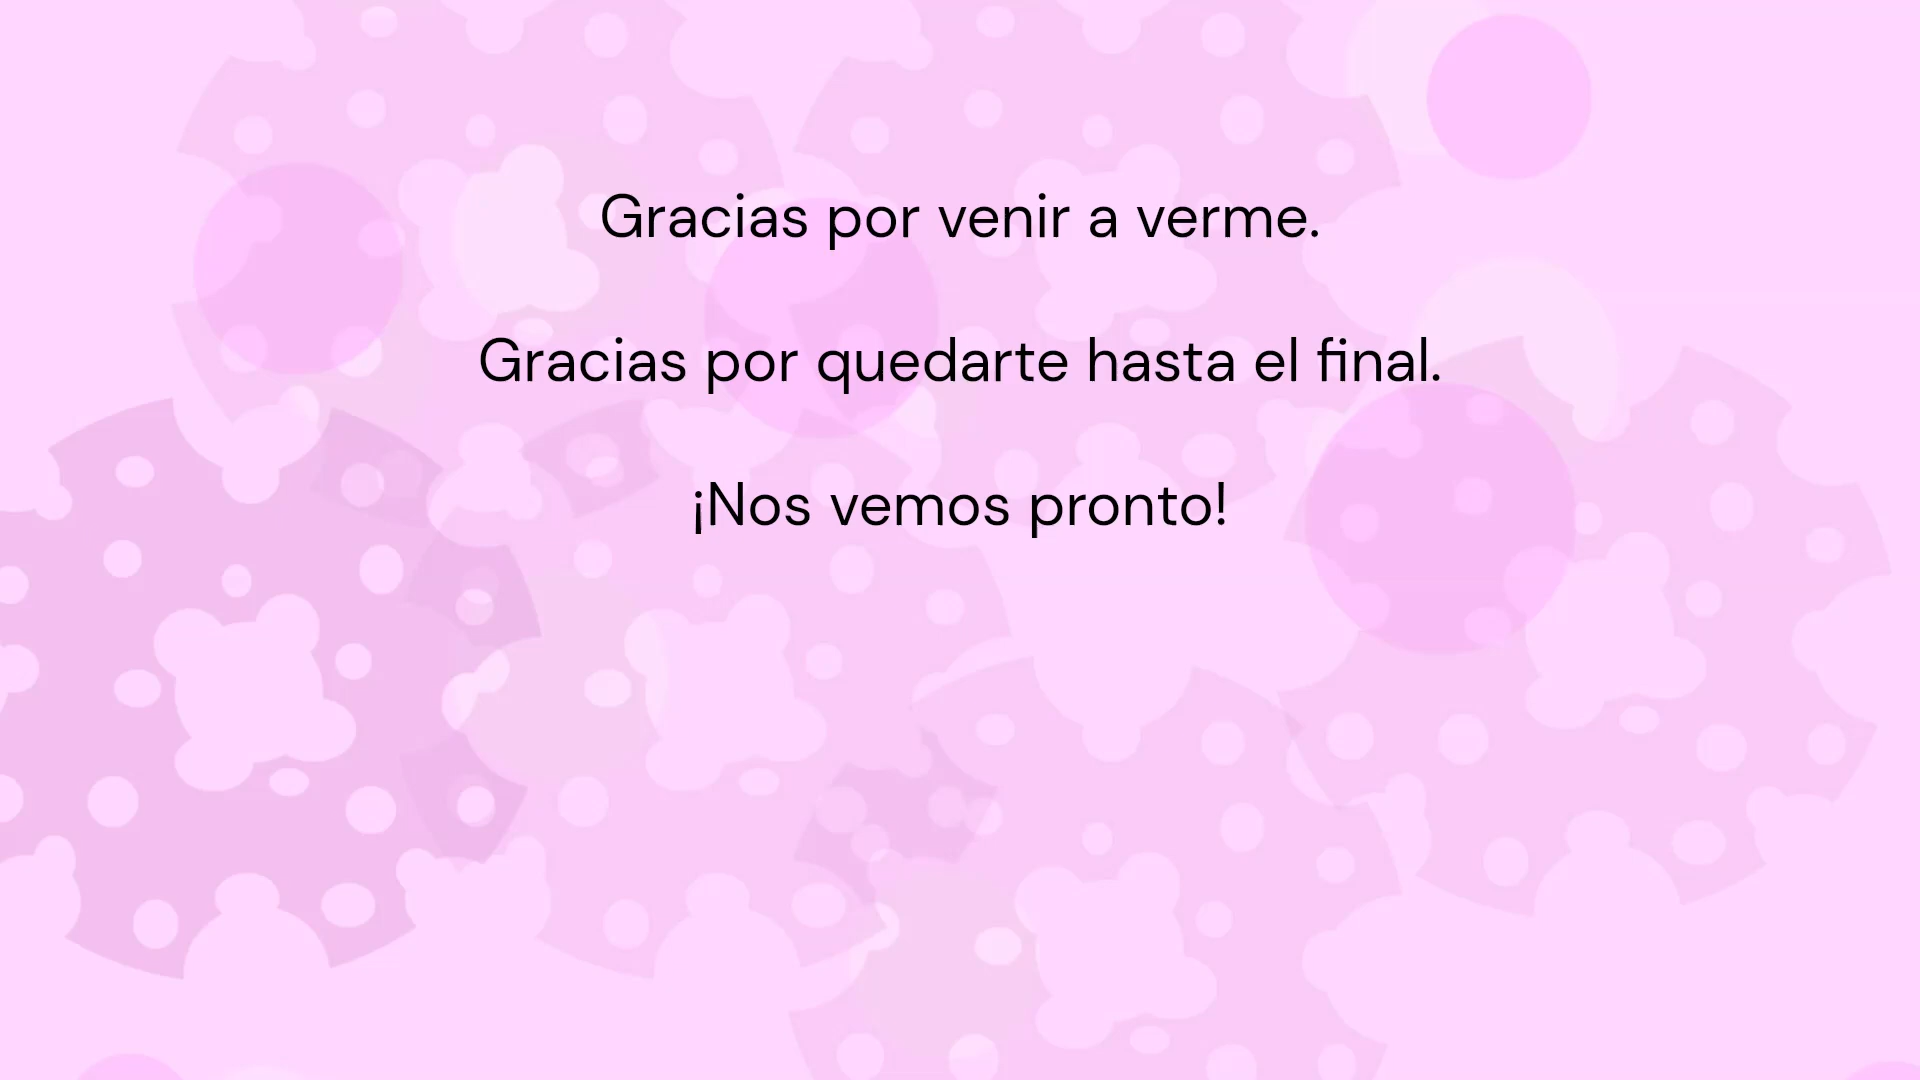 Gracias por venir a verme.
Gracias por quedarte hasta el final.
¡Nos vemos pronto!